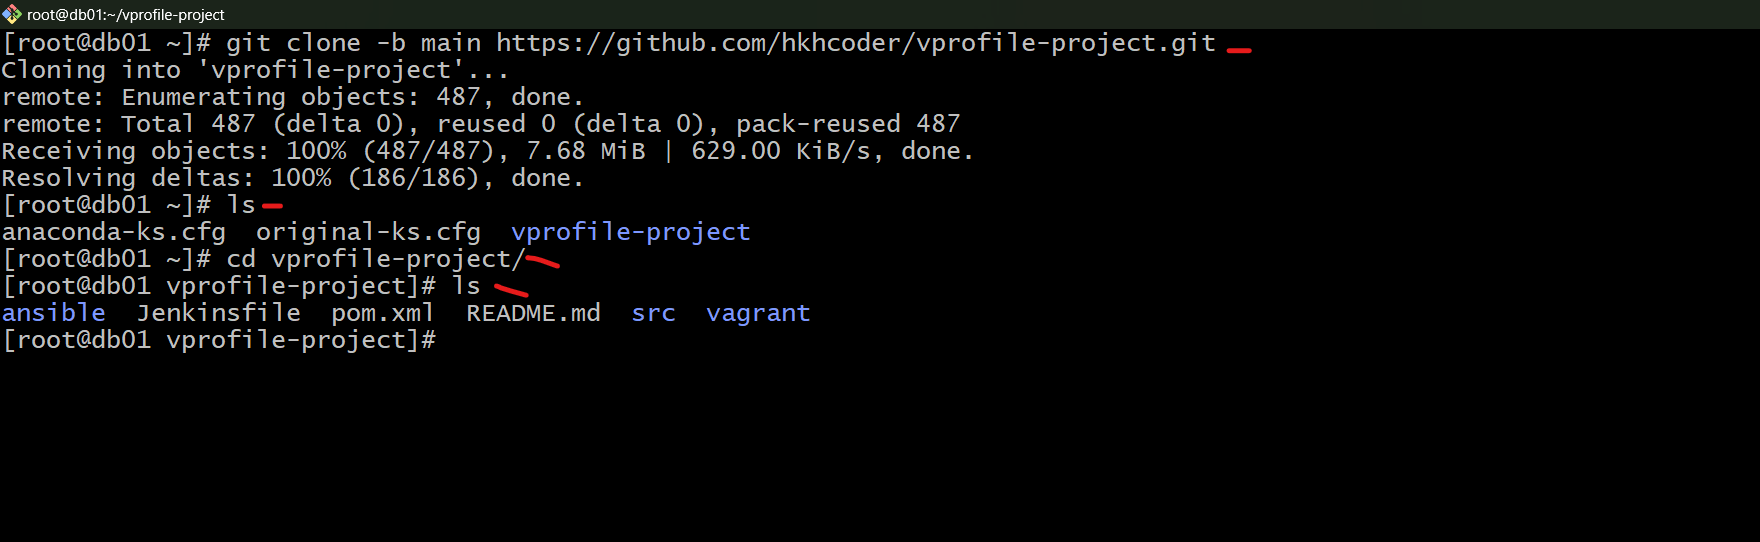 root@db01:~/vprofile-project
[root@db01 ~]# git clone -b main https://github.com/hkhcoder/vprofile-project.git
Cloning into 'vprofile-project'...
remote: Enumerating objects: 487, done.
remote: Total 487 (delta 0), reused 0 (delta 0), pack-reused 487
Receiving objects: 100% (487/487), 7.68 MiB | 629.00 KiB/s, done.
Resolving deltas: 100% (186/186), done.
[root@db01 ~]# ls
anaconda-ks.cfg  original-ks.cfg  vprofile-project
[root@db01 ~]# cd vprofile-project/
[root@db01 vprofile-project]# ls
ansible  Jenkinsfile  pom.xml  README.md  src  vagrant
[root@db01 vprofile-project]#